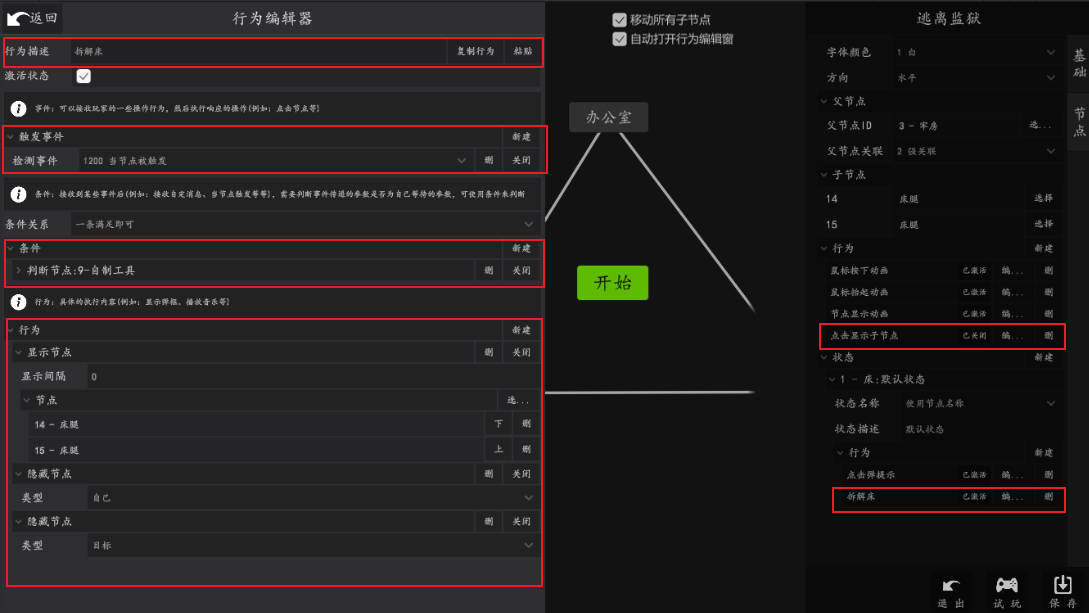 返回
行为编辑器
行为描述 拆解床 复制行为 粘贴
激活状态
事件: 可以接收玩家的一些操作行为, 然后执行响应的操作(例如: 点击节点等)
触发事件 新建
检测事件 1200 当节点被触发 删 关闭
条件: 接收到某些事件后(例如: 接收自定消息、当节点触发等等), 需要判断事件传递的参数是否为自己等待的参数, 可使用条件来判断
条件关系 一条满足即可
条件 新建
判断节点:9-自制工具 删 关闭
行为: 具体的执行内容(例如: 显示弹框、播放音乐等)
行为 新建
显示节点 删 关闭
显示间隔 0
节点 选...
14 - 床腿 下 删
15 - 床腿 上 删
隐藏节点 删 关闭
类型 自己
隐藏节点 删 关闭
类型 目标
移动所有子节点
自动打开行为编辑窗
办公室
开始
逃离监狱
字体颜色 1 白
方向 水平
父节点
父节点ID 3 - 牢房 选...
父节点关联 2 强关联
子节点
14 床腿 选择
15 床腿 选择
行为 新建
鼠标按下动画 已激活 编... 删
鼠标抬起动画 已激活 编... 删
节点显示动画 已激活 编... 删
点击显示子节点 已关闭 编... 删
状态 新建
1 - 床:默认状态
状态名称 使用节点名称
状态描述 默认状态
行为 新建
点击弹提示 已激活 编... 删
拆解床 已激活 编... 删
基础
节点
退出 试玩 保存